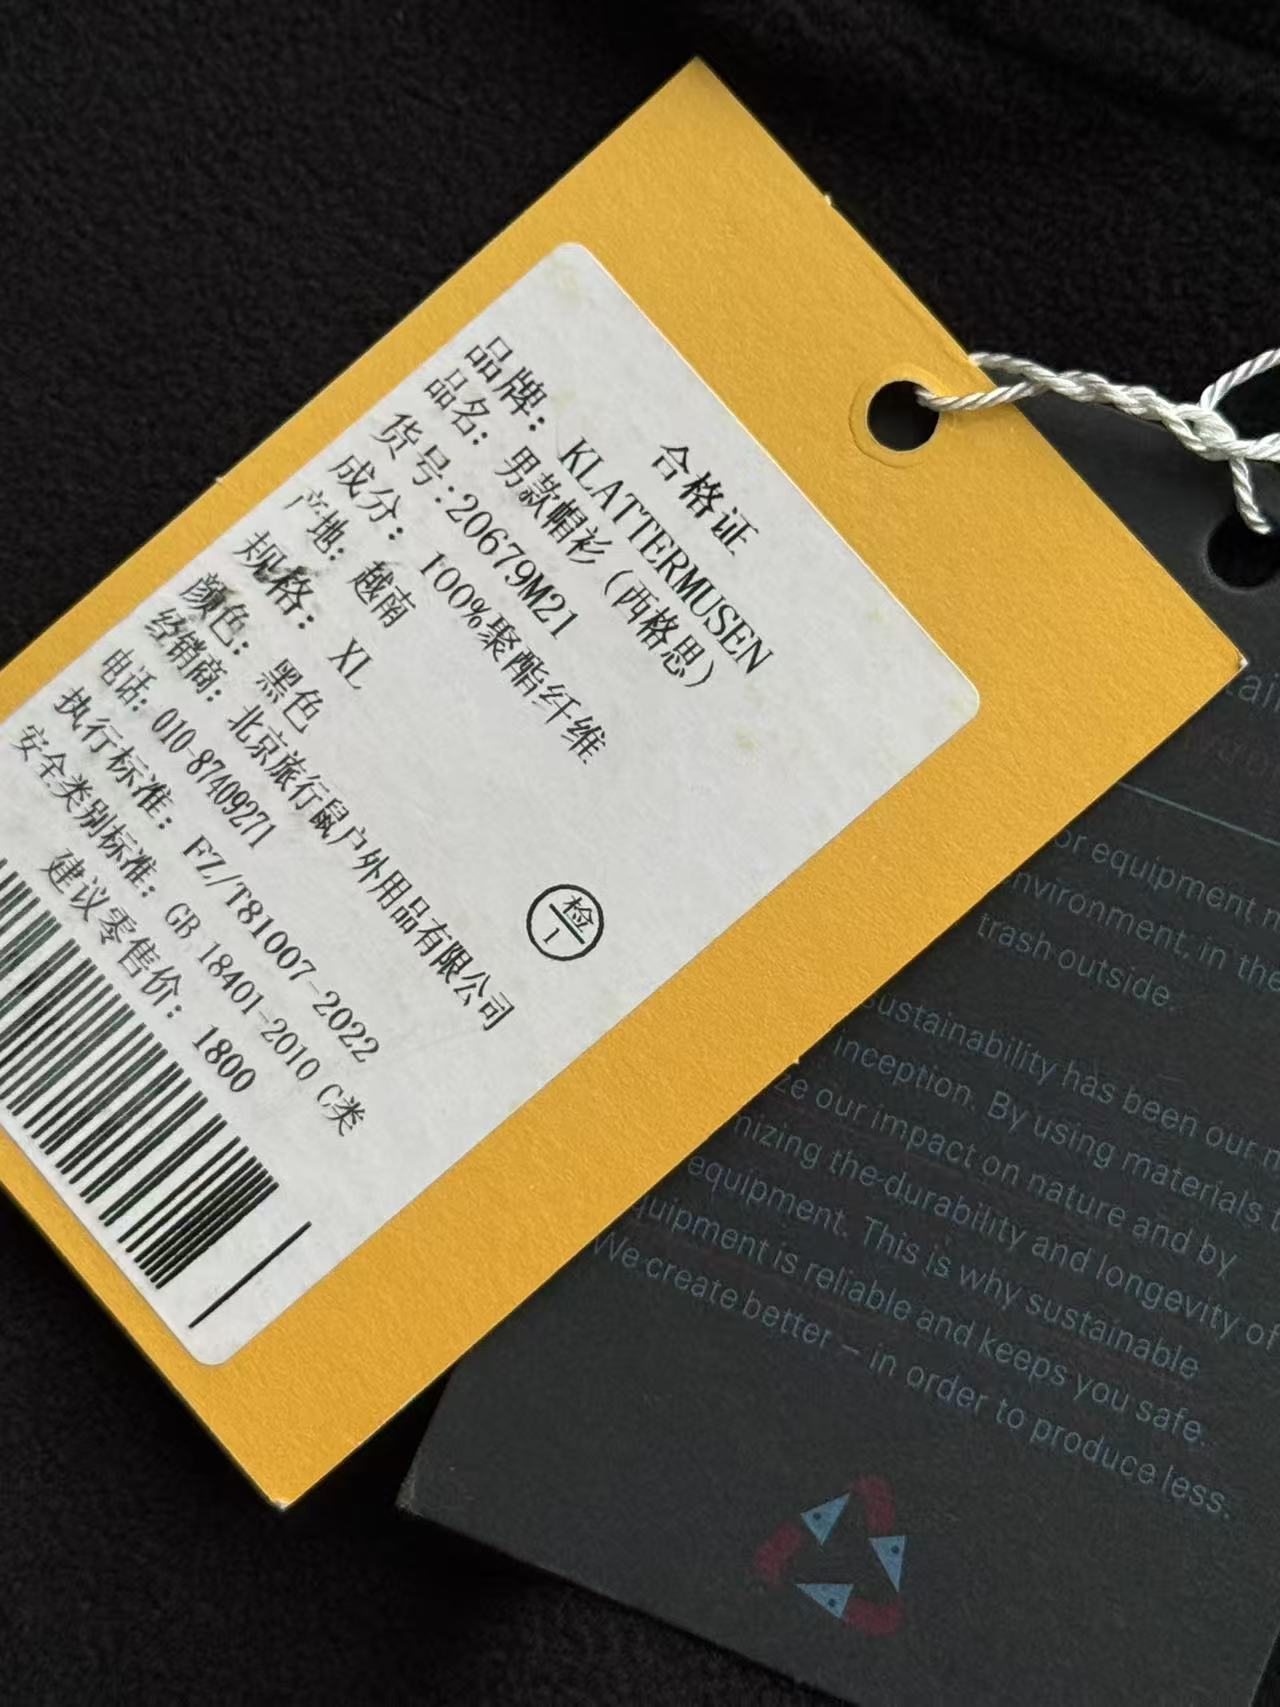 合格证
品牌：KLATTERMUSEN
品名：男款帽衫（西格思）
货号:20679M21
成分：100%聚酯纤维
产地：越南
规格：XL
颜色：黑色
经销商：北京旅行鼠户外用品有限公司
电话：010-87409271
执行标准：FZ/T81007-2022
安全类别标准：GB 18401-2010 C类
建议零售价：1800
检
1
or equipment
environment, in the
trash outside.
Sustainability has been our
inception. By using materials
our impact on nature and by
the durability and longevity of
equipment. This is why sustainable
equipment is reliable and keeps you safe.
We create better – in order to produce less.